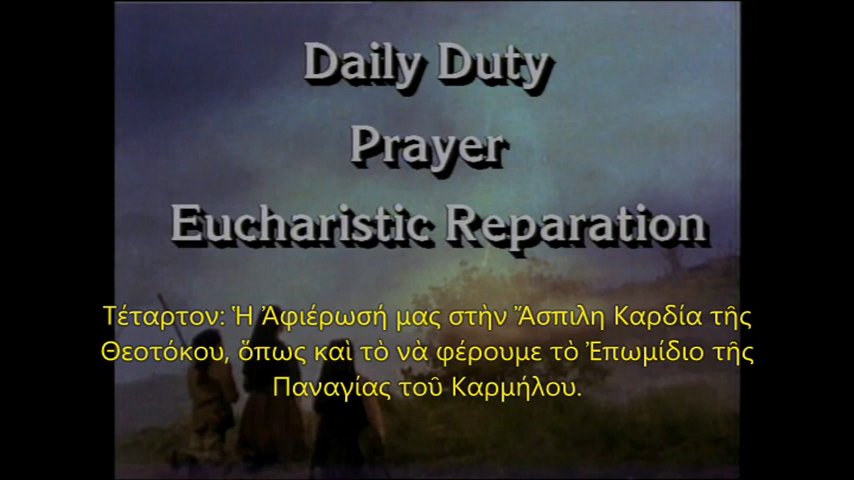 Daily Duty
Prayer
Eucharistic Reparation
Τέταρτον: Ἡ Ἀφιέρωσή μας στὴν Ἄσπιλη Καρδία τῆς
Θεοτόκου, ὅπως καὶ τὸ νὰ φέρουμε τὸ Ἐπωμίδιο τῆς
Παναγίας τοῦ Καρμήλου.